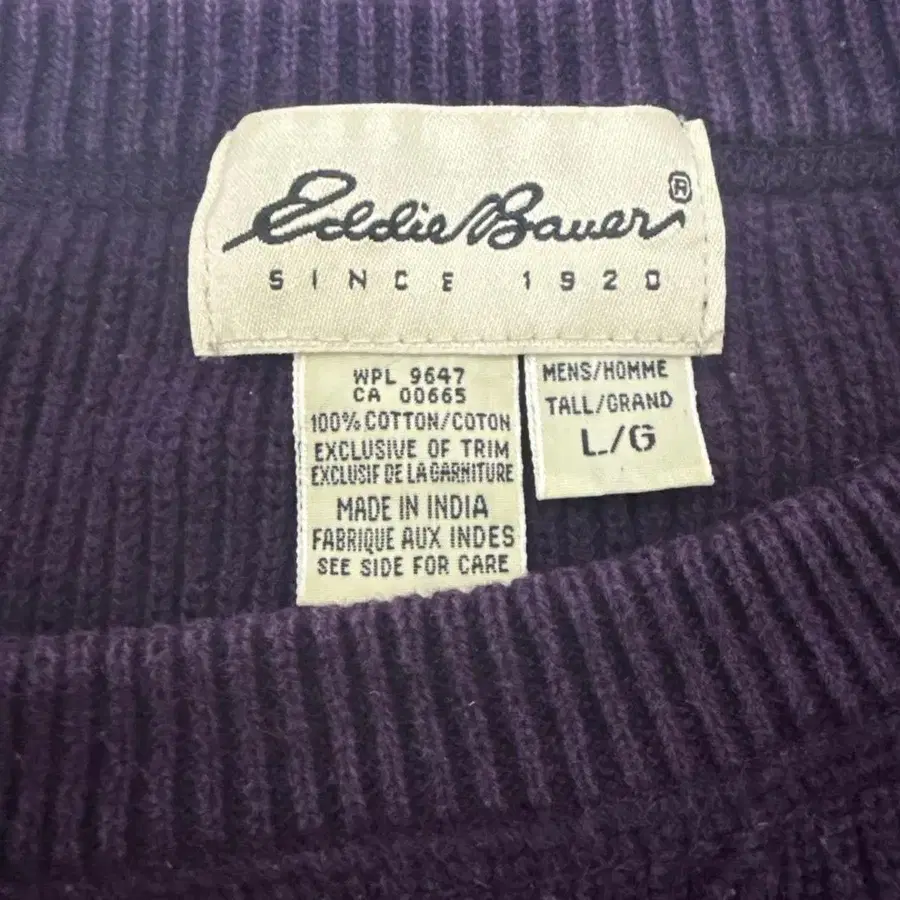 Eddie Bauer®
SINCE 1920
WPL 9647
CA 00665
100% COTTON/COTON
EXCLUSIVE OF TRIM
EXCLUSIF DE LA GARNITURE
MADE IN INDIA
FABRIQUE AUX INDES
SEE SIDE FOR CARE
MENS/HOMME
TALL/GRAND
L/G